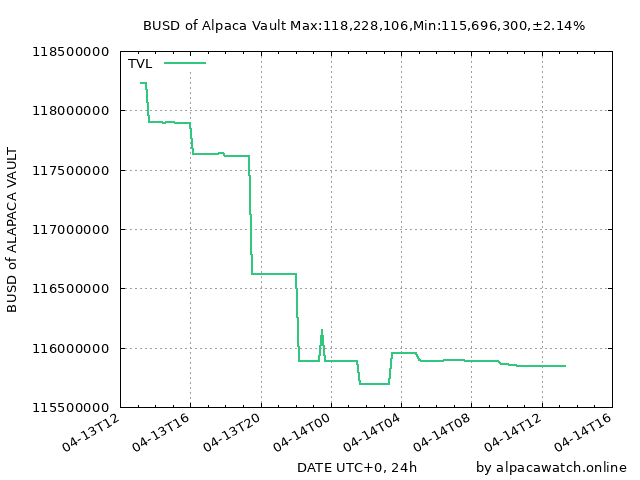 BUSD of Alpaca Vault Max:118,228,106,Min:115,696,300,±2.14%
118500000
TVL
118000000
117500000
117000000
116500000
116000000
115500000
BUSD of ALAPACA VAULT
04-13T12
04-13T16
04-13T20
04-14T00
04-14T04
04-14T08
04-14T12
04-14T16
DATE UTC+0, 24h
by alpacawatch.online